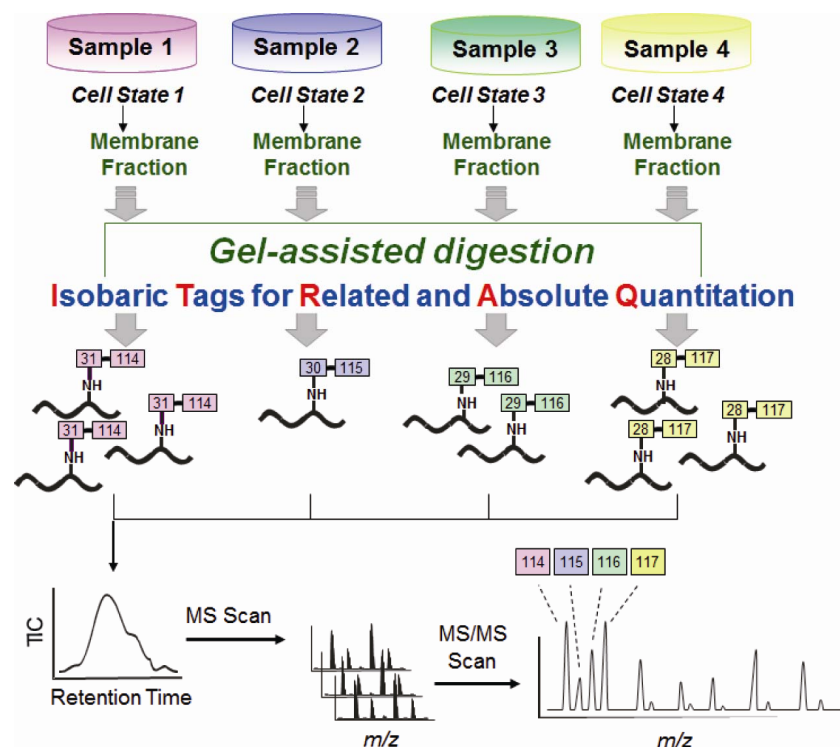 Sample 1 Sample 2 Sample 3 Sample 4
Cell State 1 Cell State 2 Cell State 3 Cell State 4
Membrane Membrane Membrane Membrane
Fraction Fraction Fraction Fraction
Gel-assisted digestion
Isobaric Tags for Related and Absolute Quantitation
31 114 30 115 29 116 28 117
NH NH NH NH
31 114 29 116 28 117
NH NH NH
31 114 28 117
NH NH
114 115 116 117
TIC
MS Scan
MS/MS
Scan
Retention Time
m/z
m/z